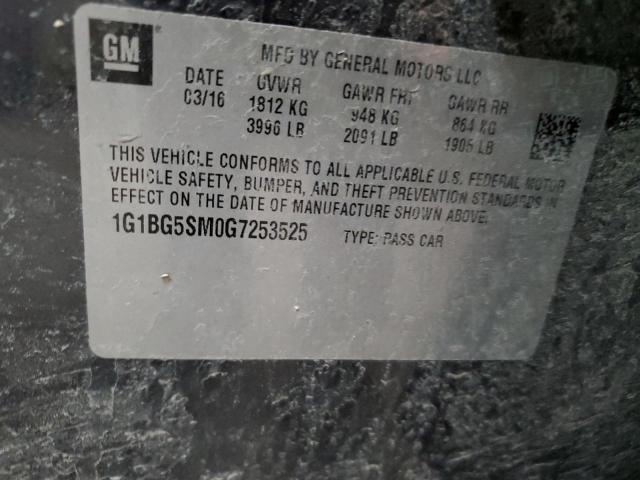 GM
MFD BY GENERAL MOTORS LLC
DATE GVWR GAWR FRT GAWR RR
03/16 1812 KG 948 KG 864 KG
3996 LB 2091 LB 1905 LB
THIS VEHICLE CONFORMS TO ALL APPLICABLE U.S. FEDERAL MOTOR
VEHICLE SAFETY, BUMPER, AND THEFT PREVENTION STANDARDS IN
EFFECT ON THE DATE OF MANUFACTURE SHOWN ABOVE.
1G1BG5SM0G7253525 TYPE: PASS CAR